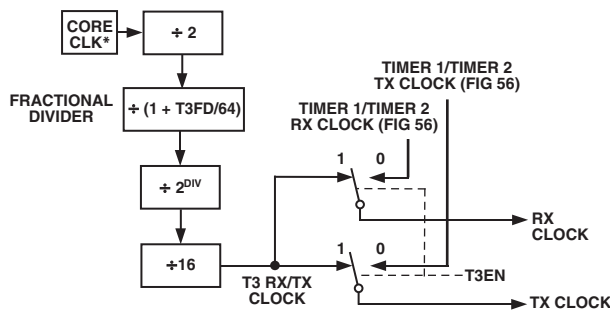 CORE
CLK*
÷ 2
FRACTIONAL
DIVIDER
÷ (1 + T3FD/64)
TIMER 1/TIMER 2
TX CLOCK (FIG 56)
TIMER 1/TIMER 2
RX CLOCK (FIG 56)
÷ 2DIV
1 0
RX
CLOCK
÷16
1 0
T3 RX/TX
CLOCK
T3EN
TX CLOCK